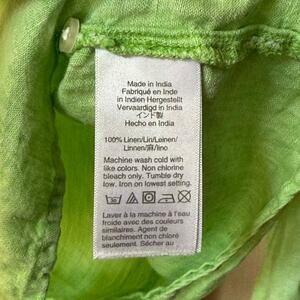 Made in India
Fabriqué en Inde
in Indien Hergestellt
Vervaardigd in India
インド製
Hecho en India
100% Linen/Lin/Leinen/
Linnen/麻/lino
Machine wash cold with
like colors. Non chlorine
bleach only. Tumble dry
low. Iron on lowest setting.
Laver à la machine à l'eau
froide avec des couleurs
similaires. Agent de
blanchiment non chloré
seulement. Sécher au